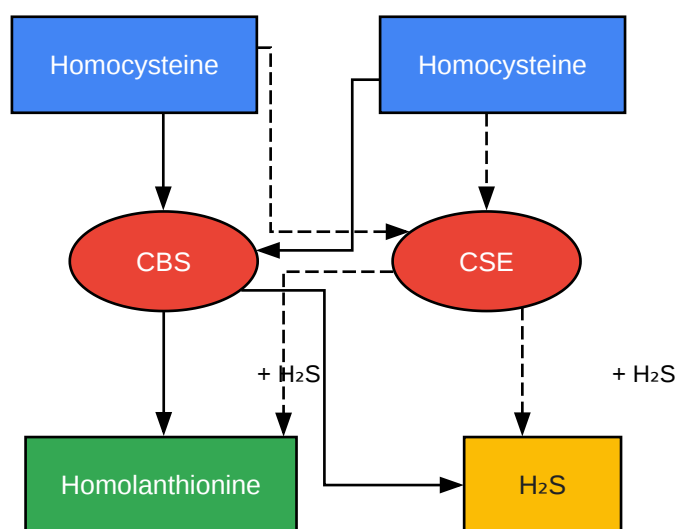 Homocysteine
Homocysteine
CBS
CSE
+ H₂S
+ H₂S
Homolanthionine
H₂S